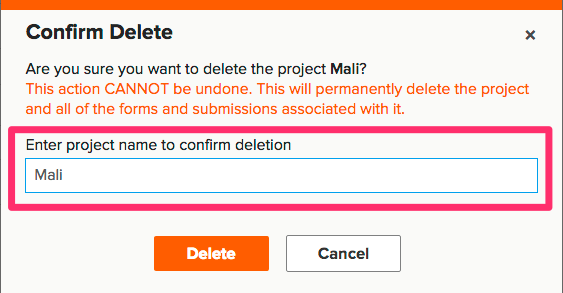 Confirm Delete
×
Are you sure you want to delete the project Mali?
This action CANNOT be undone. This will permanently delete the project
and all of the forms and submissions associated with it.
Enter project name to confirm deletion
Mali
Delete
Cancel